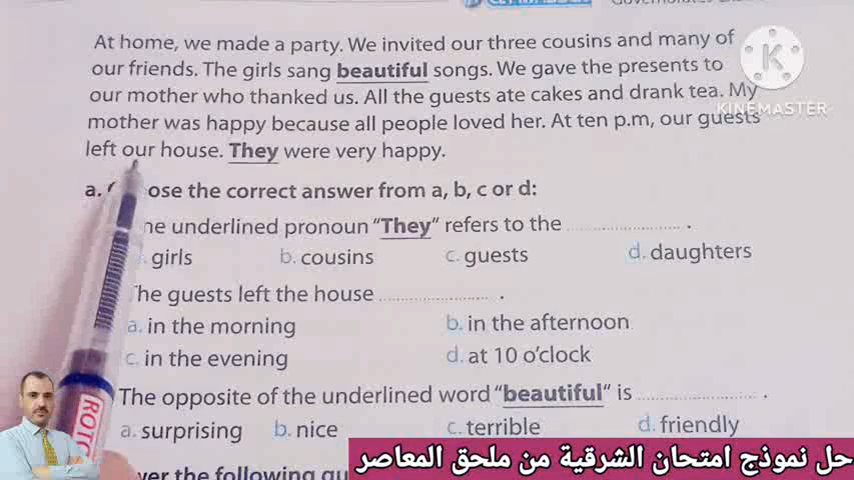 At home, we made a party. We invited our three cousins and many of
our friends. The girls sang beautiful songs. We gave the presents to
our mother who thanked us. All the guests ate cakes and drank tea. My
KINEMASTER
mother was happy because all people loved her. At ten p.m, our guests
left our house. They were very happy.
a. ose the correct answer from a, b, c or d:
underlined pronoun "They" refers to the .................... .
girls b. cousins c. guests d. daughters
The guests left the house .................... .
a. in the morning b. in the afternoon
c. in the evening d. at 10 o'clock
The opposite of the underlined word "beautiful" is .................... .
a. surprising b. nice c. terrible d. friendly
حل نموذج امتحان الشرقية من ملحق المعاصر
the following
ROTO